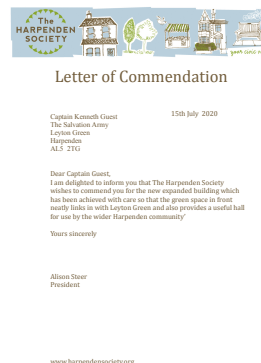 The
HARPENDEN
SOCIETY
your civic a
Letter of Commendation
15th July 2020
Captain Kenneth Guest
The Salvation Army
Leyton Green
Harpenden
AL5 2TG
Dear Captain Guest,
I am delighted to inform you that The Harpenden Society
wishes to commend you for the new expanded building which
has been achieved with care so that the green space in front
neatly links in with Leyton Green and also provides a useful hall
for use by the wider Harpenden community'
Yours sincerely
Alison Steer
President
www.harpendensociety.org